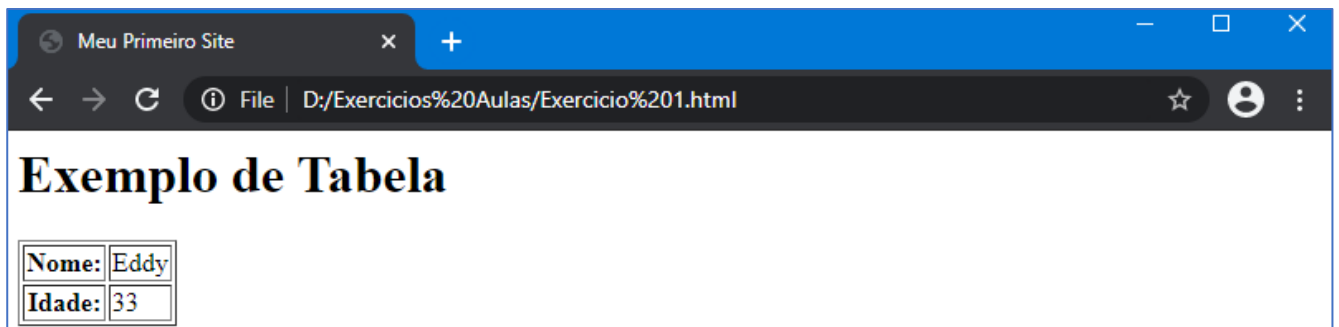 Meu Primeiro Site
File D:/Exercicios%20Aulas/Exercicio%201.html
Exemplo de Tabela
Nome: Eddy
Idade: 33